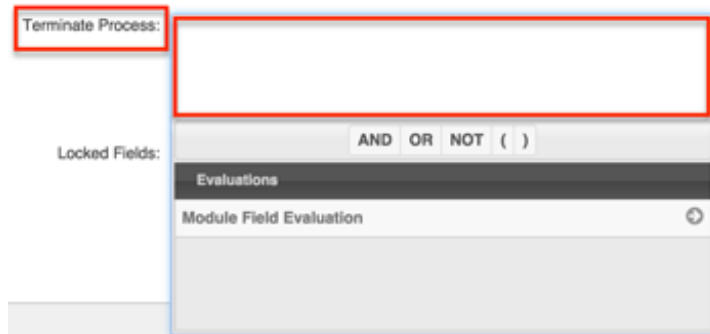 Terminate Process:
AND OR NOT ( )
Locked Fields:
Evaluations
Module Field Evaluation